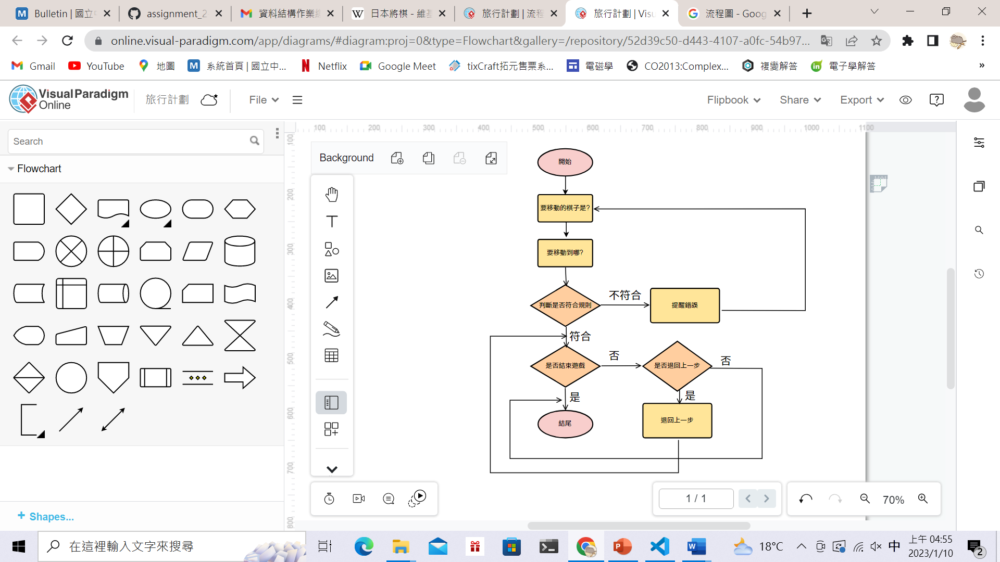 Bulletin | 國立
assignment_2
資料結構作業
日本將棋 - 維
旅行計劃 | 流程
旅行計劃 | Visu
流程圖 - Goog
online.visual-paradigm.com/app/diagrams/#diagram:proj=0&type=Flowchart&gallery=/repository/52d39c50-d443-4107-a0fc-54b97...
Gmail
YouTube
地圖
系統首頁 | 國立中...
Netflix
Google Meet
tixCraft拓元售票系...
電磁學
CO2013:Complex...
複變解答
電子學解答
»
Visual Paradigm
Online
旅行計劃
File
Flipbook
Share
Export
Search
Flowchart
100 200 300 400 500 600 700 800 900 1000 1100
100
200
300
400
500
600
700
800
Background
開始
要移動的棋子是?
要移動到哪?
判斷是否符合規則
不符合
提醒錯誤
符合
是否結束遊戲
否
是否退回上一步
否
是
是
結尾
退回上一步
+ Shapes...
1 / 1
70%
在這裡輸入文字來搜尋
18°C
中
上午 04:55
2023/1/10
2